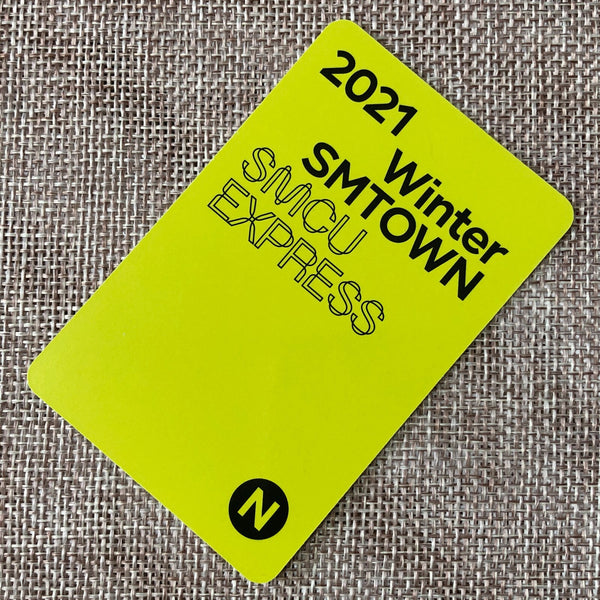 2021
Winter
SMTOWN
SMCU
EXPRESS
N